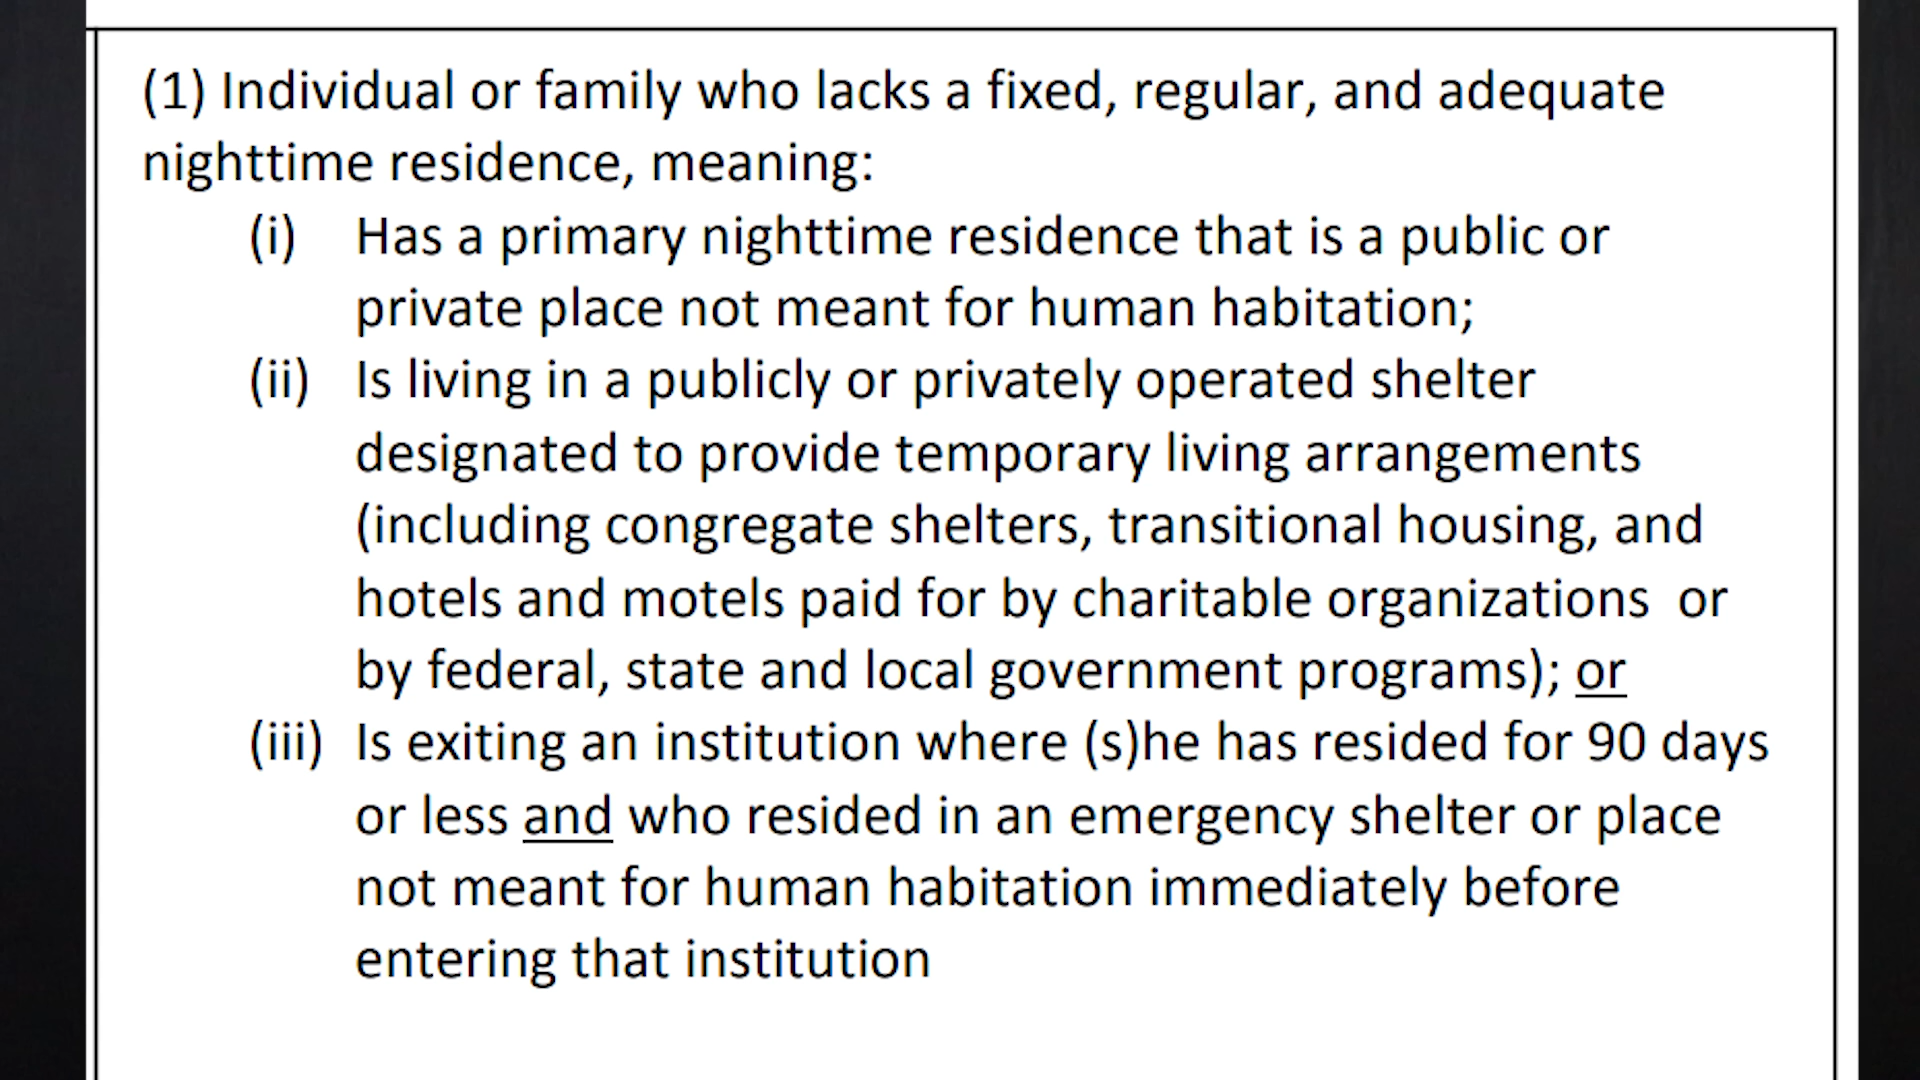 (1) Individual or family who lacks a fixed, regular, and adequate
nighttime residence, meaning:
(i) Has a primary nighttime residence that is a public or
private place not meant for human habitation;
(ii) Is living in a publicly or privately operated shelter
designated to provide temporary living arrangements
(including congregate shelters, transitional housing, and
hotels and motels paid for by charitable organizations or
by federal, state and local government programs); or
(iii) Is exiting an institution where (s)he has resided for 90 days
or less and who resided in an emergency shelter or place
not meant for human habitation immediately before
entering that institution